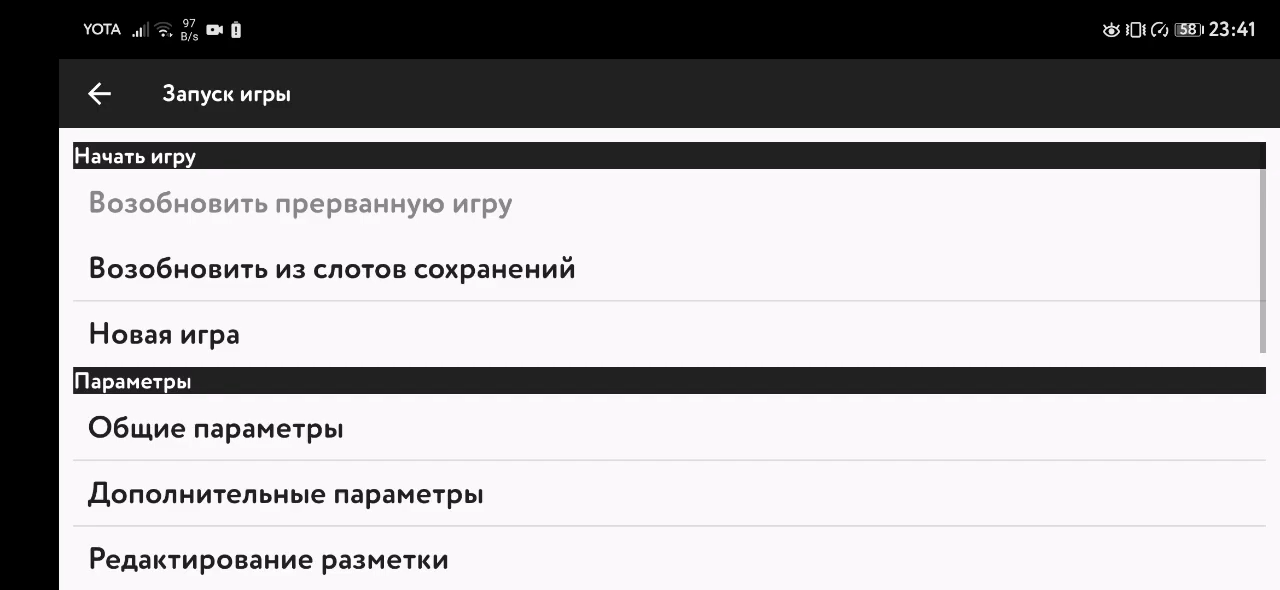 YOTA 97 B/s 58 23:41
Запуск игры
Начать игру
Возобновить прерванную игру
Возобновить из слотов сохранений
Новая игра
Параметры
Общие параметры
Дополнительные параметры
Редактирование разметки